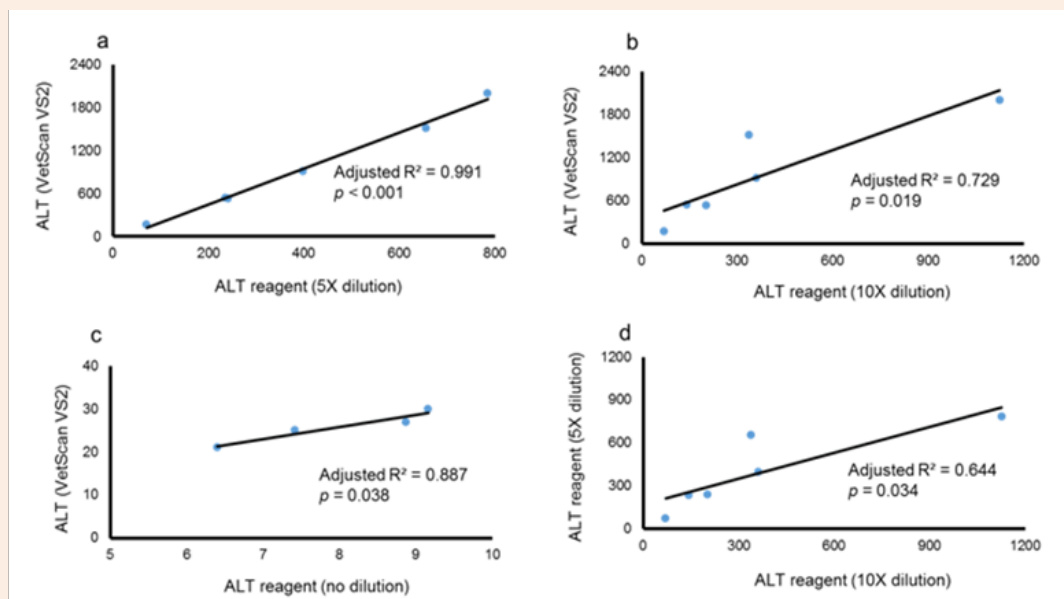 a
2400
1800
1200
600
0
ALT (VetScan VS2)
Adjusted R² = 0.991
p < 0.001
0 200 400 600 800
ALT reagent (5X dilution)
b
2400
1800
1200
600
0
ALT (VetScan VS2)
Adjusted R² = 0.729
p = 0.019
0 300 600 900 1200
ALT reagent (10X dilution)
c
40
30
20
10
0
ALT (VetScan VS2)
Adjusted R² = 0.887
p = 0.038
5 6 7 8 9 10
ALT reagent (no dilution)
d
1200
900
600
300
0
ALT reagent (5X dilution)
Adjusted R² = 0.644
p = 0.034
0 300 600 900 1200
ALT reagent (10X dilution)